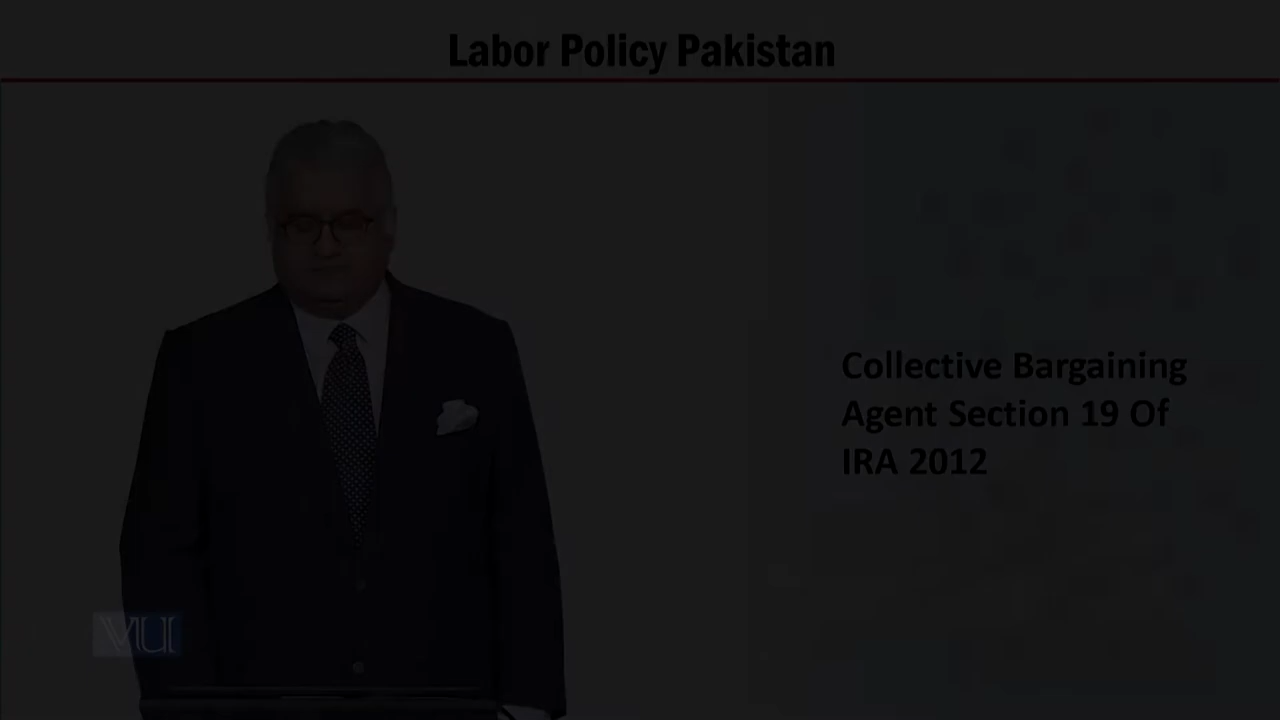 Labor Policy Pakistan
Collective Bargaining
Agent Section 19 Of
IRA 2012
VU